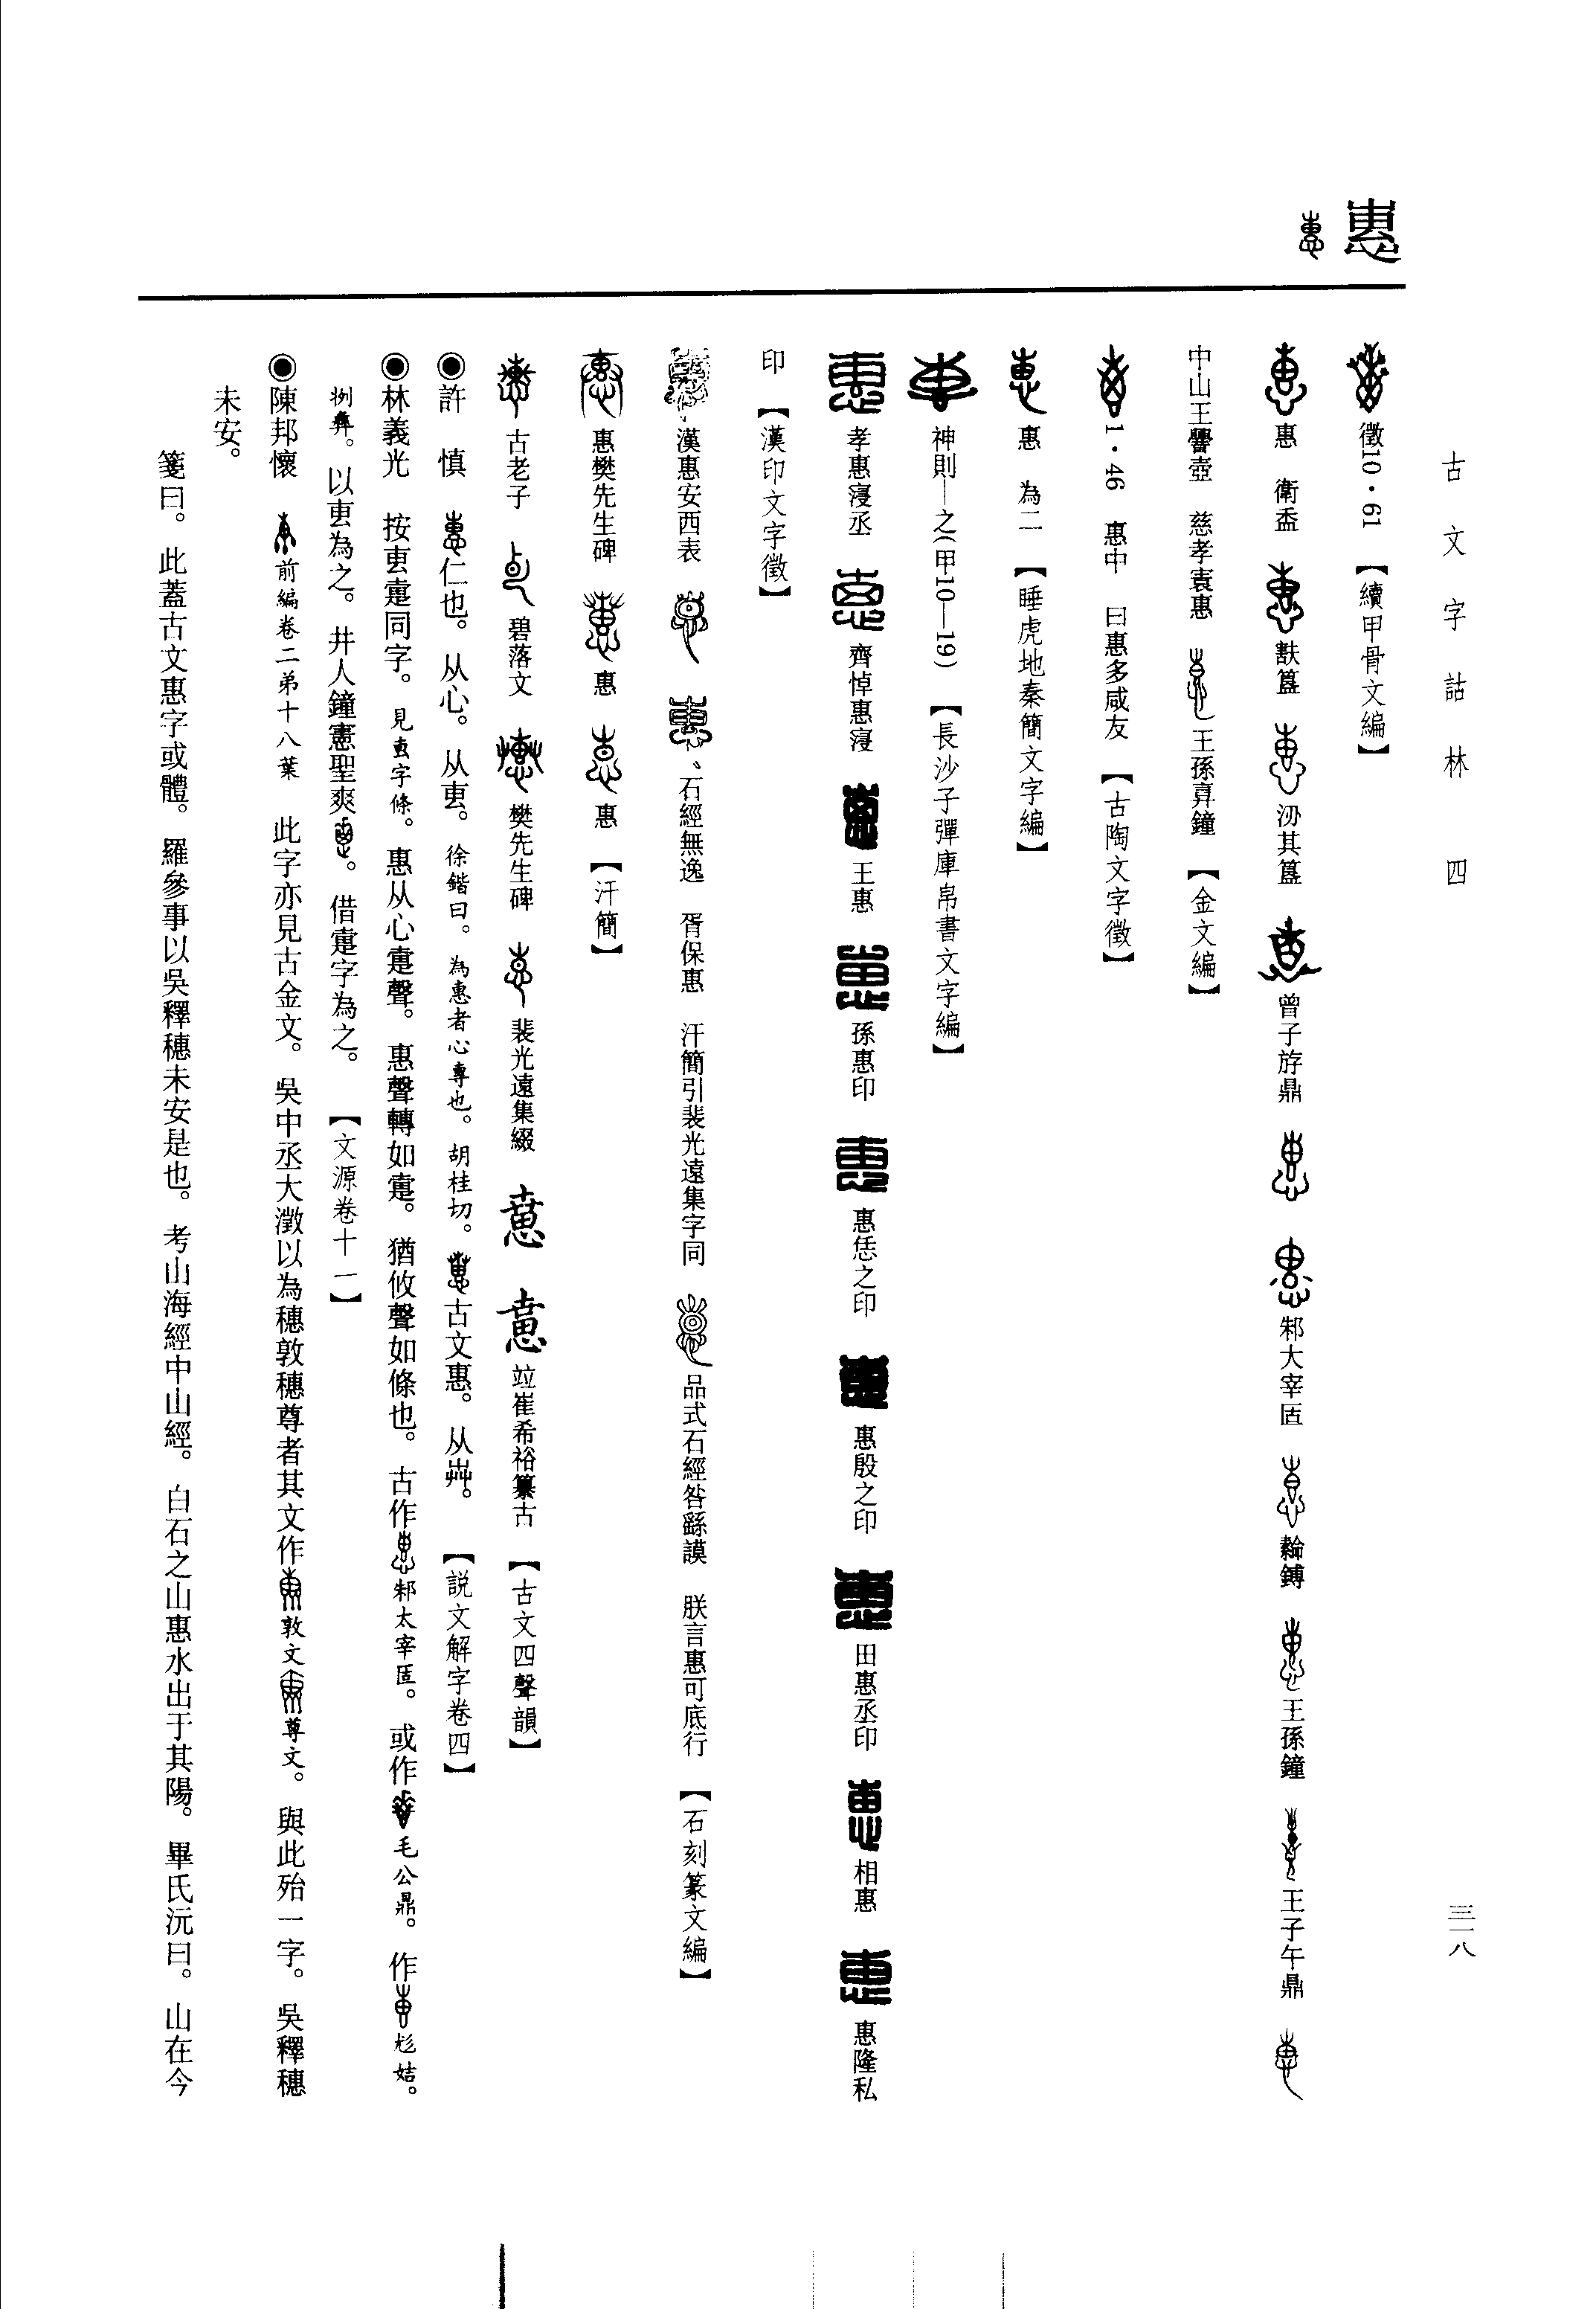 古文字詁林 四
三一八
惠
徵10·61 【續甲骨文編】
惠 衛盉 㝬簋 㳓其簋 曾子斿鼎 邾大宰𠤳 𦅫鎛 王孫鐘 王子午鼎
中山王𰯼壺 慈孝寰惠 王孫真鐘 【金文編】
1·46 惠中 曰惠多咸友 【古陶文字徵】
惠 為二 【睡虎地秦簡文字編】
神則—之(甲10—19) 【長沙子彈庫帛書文字編】
孝惠寑丞 齊悼惠寑 王惠 孫惠印 惠恁之印 惠殷之印 田惠丞印 相惠 惠隆私
印 【漢印文字徵】
漢惠安西表 石經無逸 胥保惠 汗簡引裴光遠集字同 品式石經咎繇謨 朕言惠可底行 【石刻篆文編】
惠樊先生碑 惠 惠 【汗簡】
古老子 碧落文 樊先生碑 裴光遠集綴 竝崔希裕纂古 【古文四聲韻】
◉許 慎 仁也。从心。从叀。徐鍇曰。為惠者心專也。胡桂切。古文惠。从艸。 【說文解字卷四】
◉林義光 按叀疐同字。見叀字條。惠从心疐聲。惠聲轉如疐。猶攸聲如條也。古作 邾太宰匜。或作 毛公鼎。作 彪姞。
㓝彝。以叀為之。井人鐘憲聖爽 。借疐字為之。 【文源卷十一】
◉陳邦懷 前編卷二第十八葉 此字亦見古金文。吳中丞大澂以為穗敦穗尊者其文作 敦文 尊文。與此殆一字。吳釋穗
未安。
箋曰。此蓋古文惠字或體。羅參事以吳釋穗未安是也。考山海經中山經。白石之山惠水出于其陽。畢氏沅曰。山在今